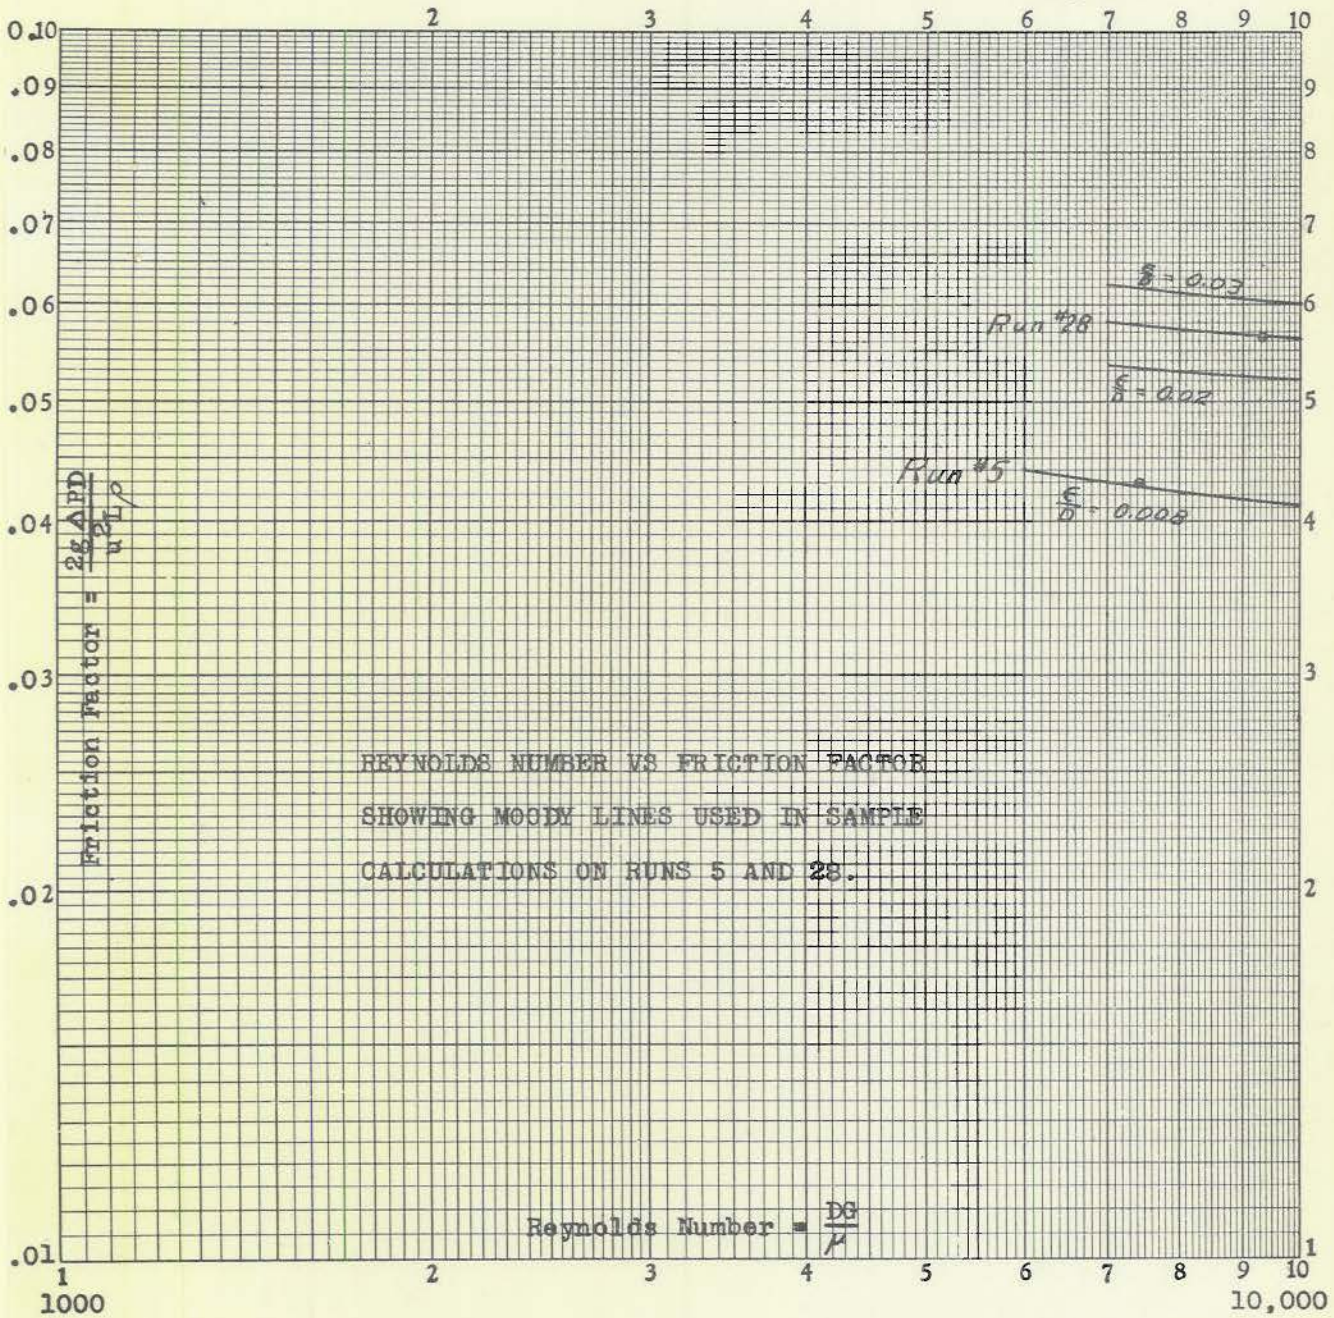 2 3 4 5 6 7 8 9 10
0.10
.09 9
.08 8
.07 7
ε/D = 0.03
.06 6
Run #28
.05 5
ε/D = 0.02
Run #5
ε/D = 0.008
.04 4
.03 3
.02 2
.01 1
Friction Factor = 2g ΔPD / u²Lρ
REYNOLDS NUMBER VS FRICTION FACTOR
SHOWING MOODY LINES USED IN SAMPLE
CALCULATIONS ON RUNS 5 AND 28.
Reynolds Number = DG / μ
1 2 3 4 5 6 7 8 9 10
1000 10,000